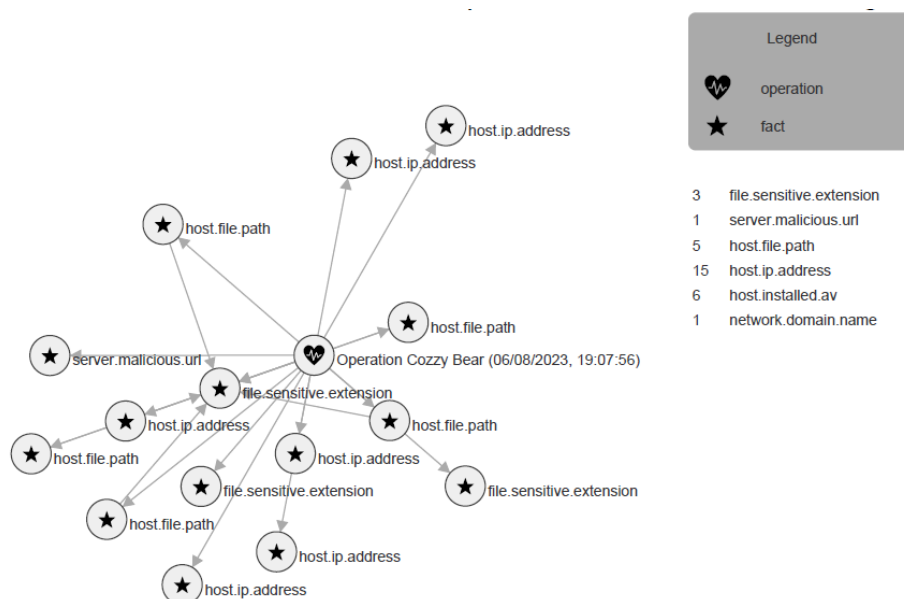 Legend
operation
fact
3 file.sensitive.extension
1 server.malicious.url
5 host.file.path
15 host.ip.address
6 host.installed.av
1 network.domain.name
host.ip.address
host.ip.address
host.file.path
host.file.path
server.malicious.url
Operation Cozzy Bear (06/08/2023, 19:07:56)
file.sensitive.extension
host.ip.address
host.file.path
host.file.path
host.ip.address
file.sensitive.extension
file.sensitive.extension
host.file.path
host.ip.address
host.ip.address